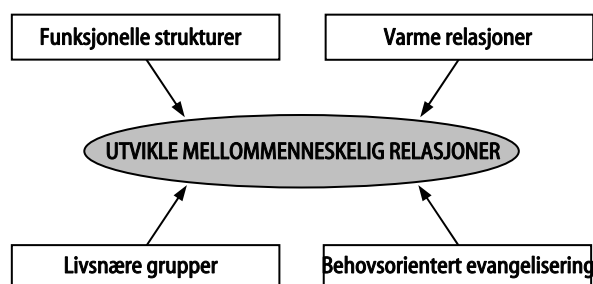 Funksjonelle strukturer
Varme relasjoner
UTVIKLE MELLOMMENNESKELIG RELASJONER
Livsnære grupper
Behovsorientert evangelisering